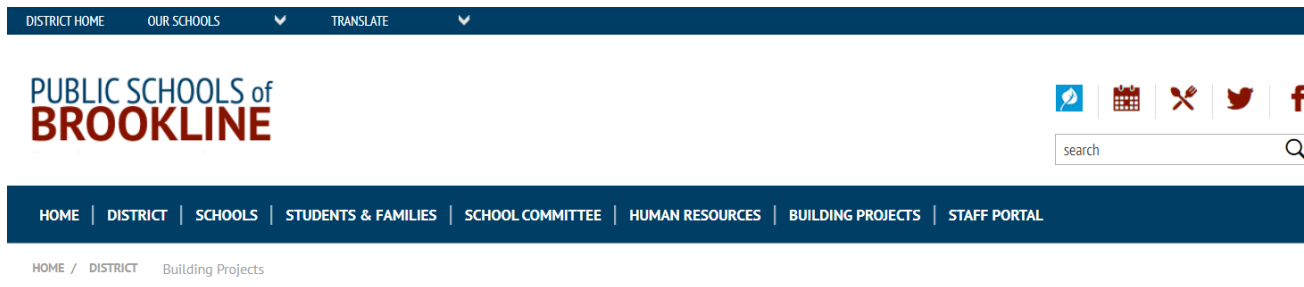 DISTRICT HOME OUR SCHOOLS TRANSLATE
PUBLIC SCHOOLS of
BROOKLINE
search
HOME | DISTRICT | SCHOOLS | STUDENTS & FAMILIES | SCHOOL COMMITTEE | HUMAN RESOURCES | BUILDING PROJECTS | STAFF PORTAL
HOME / DISTRICT Building Projects